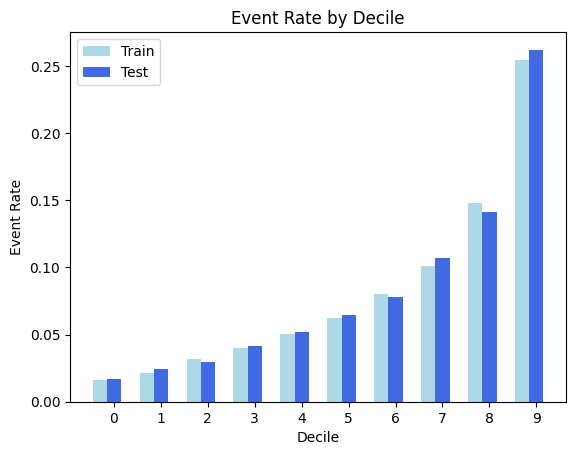 Event Rate by Decile
Train
Test
Event Rate
0.25
0.20
0.15
0.10
0.05
0.00
0 1 2 3 4 5 6 7 8 9
Decile